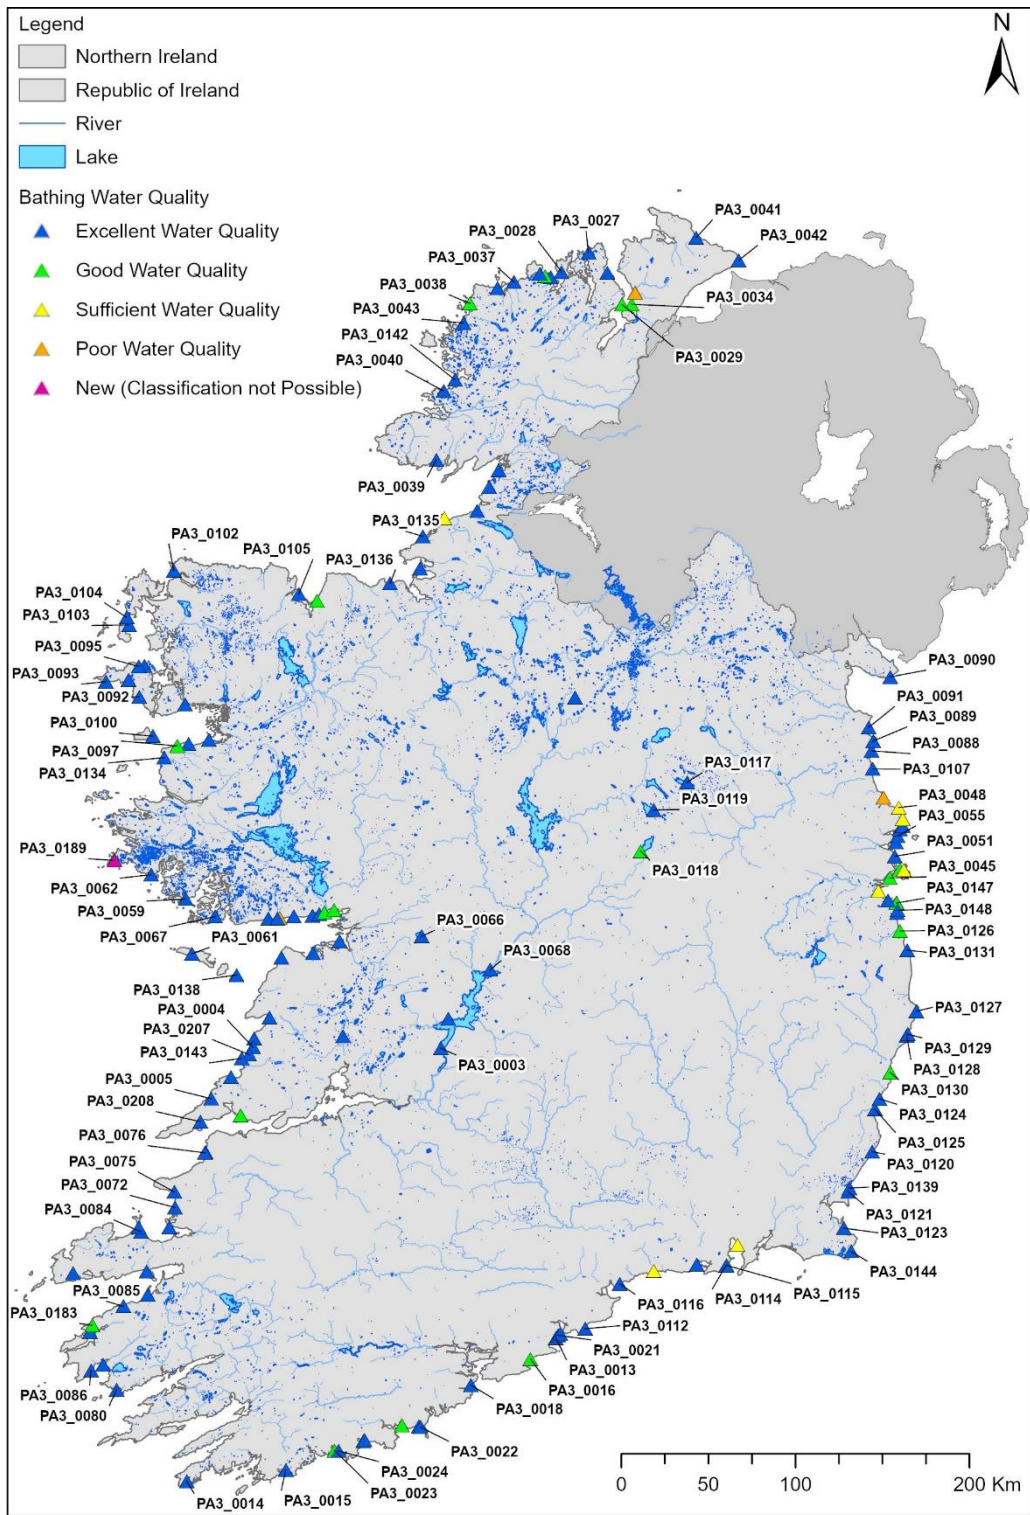 Legend
N
Northern Ireland
Republic of Ireland
River
Lake
Bathing Water Quality
Excellent Water Quality
Good Water Quality
Sufficient Water Quality
Poor Water Quality
New (Classification not Possible)
PA3_0041
PA3_0027
PA3_0028
PA3_0042
PA3_0037
PA3_0038
PA3_0034
PA3_0043
PA3_0142
PA3_0029
PA3_0040
PA3_0039
PA3_0135
PA3_0102
PA3_0105
PA3_0136
PA3_0104
PA3_0103
PA3_0095
PA3_0093
PA3_0090
PA3_0092
PA3_0091
PA3_0100
PA3_0089
PA3_0097
PA3_0088
PA3_0134
PA3_0117
PA3_0107
PA3_0048
PA3_0119
PA3_0055
PA3_0051
PA3_0189
PA3_0118
PA3_0045
PA3_0062
PA3_0147
PA3_0059
PA3_0148
PA3_0066
PA3_0126
PA3_0067
PA3_0061
PA3_0068
PA3_0131
PA3_0138
PA3_0004
PA3_0127
PA3_0207
PA3_0143
PA3_0129
PA3_0003
PA3_0128
PA3_0005
PA3_0130
PA3_0208
PA3_0124
PA3_0125
PA3_0076
PA3_0120
PA3_0075
PA3_0072
PA3_0139
PA3_0084
PA3_0121
PA3_0123
PA3_0144
PA3_0085
PA3_0115
PA3_0114
PA3_0116
PA3_0183
PA3_0112
PA3_0021
PA3_0013
PA3_0016
PA3_0086
PA3_0018
PA3_0080
PA3_0022
PA3_0024
PA3_0023
PA3_0015
PA3_0014
0 50 100 200 Km